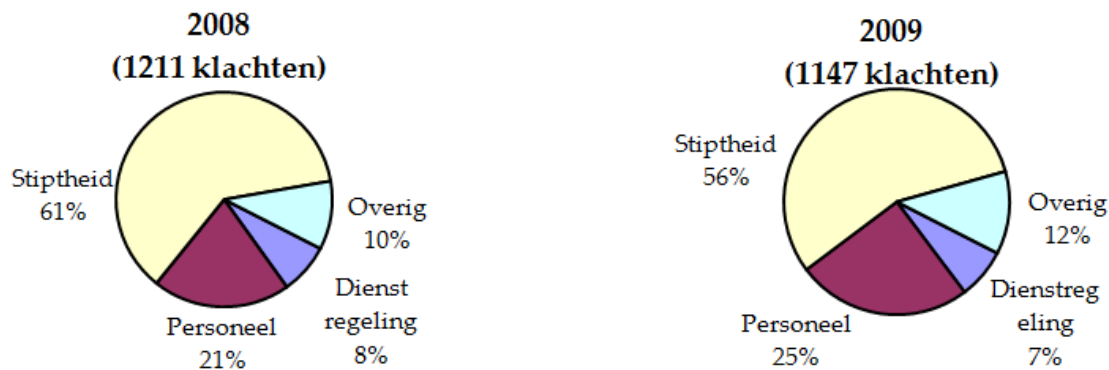 2008
(1211 klachten)
Stiptheid
61%
Overig
10%
Dienst
regeling
8%
Personeel
21%
2009
(1147 klachten)
Stiptheid
56%
Overig
12%
Dienstreg
eling
7%
Personeel
25%